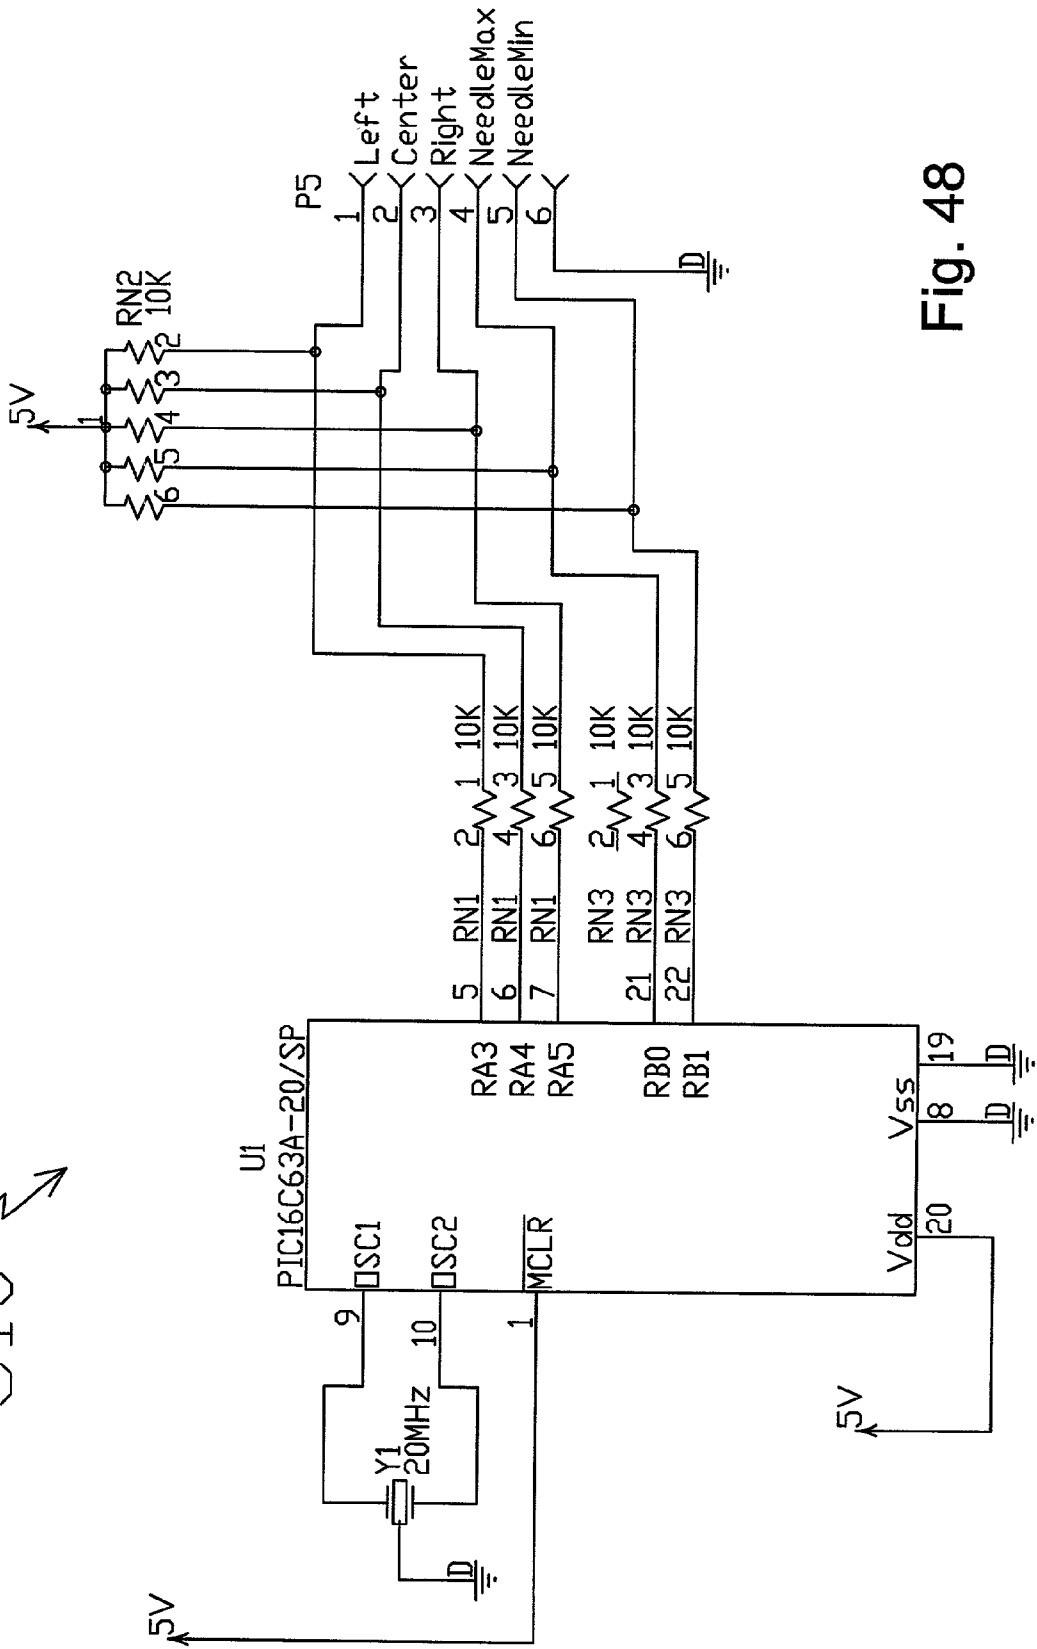 5V
RN2
10K
1
2
3
4
5
6
P5
1 Left
2 Center
3 Right
4 NeedleMax
5 NeedleMin
6
D
U1
PIC16C63A-20/SP
9 OSC1
10 OSC2
1 MCLR
Y1
20MHz
D
5V
RA3 5 RN1 2 1 10K
RA4 6 RN1 4 3 10K
RA5 7 RN1 6 5 10K
RN3 2 1 10K
RB0 21 RN3 4 3 10K
RB1 22 RN3 6 5 10K
Vdd Vss
20 8 19
D D
5V
Fig. 48